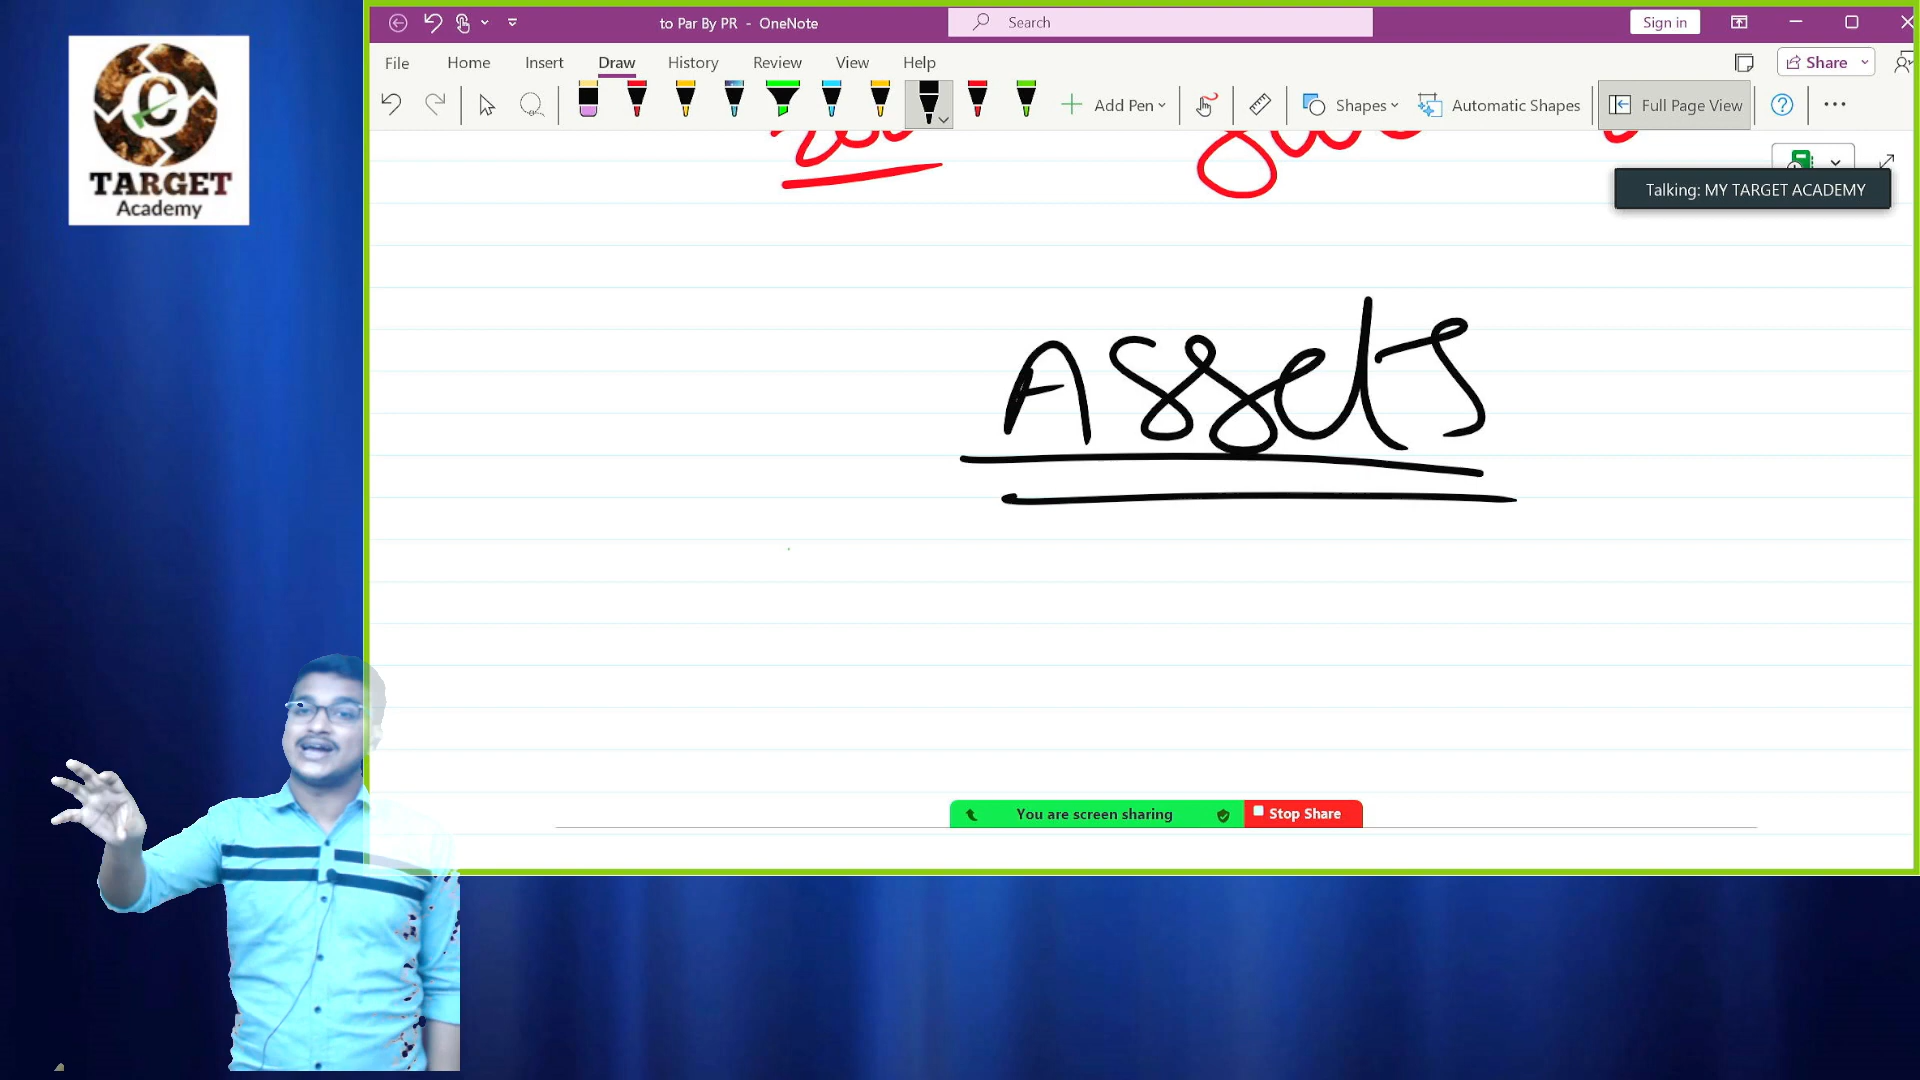 to Par By PR - OneNote
Search
Sign in
File Home Insert Draw History Review View Help
Share
Add Pen
Shapes
Automatic Shapes
Full Page View
Talking: MY TARGET ACADEMY
C
TARGET
Academy
Assets
You are screen sharing
Stop Share